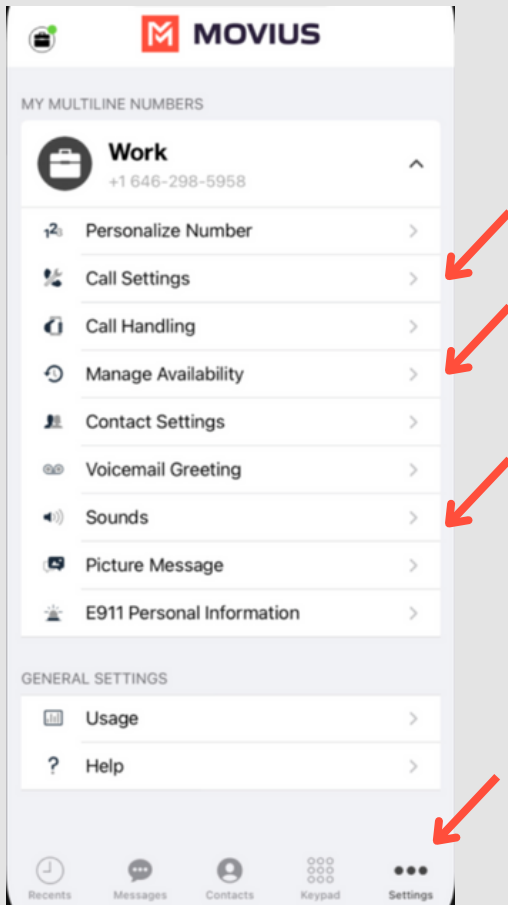 MOVIUS
MY MULTILINE NUMBERS
Work
+1 646-298-5958
Personalize Number
Call Settings
Call Handling
Manage Availability
Contact Settings
Voicemail Greeting
Sounds
Picture Message
E911 Personal Information
GENERAL SETTINGS
Usage
? Help
Recents Messages Contacts Keypad Settings